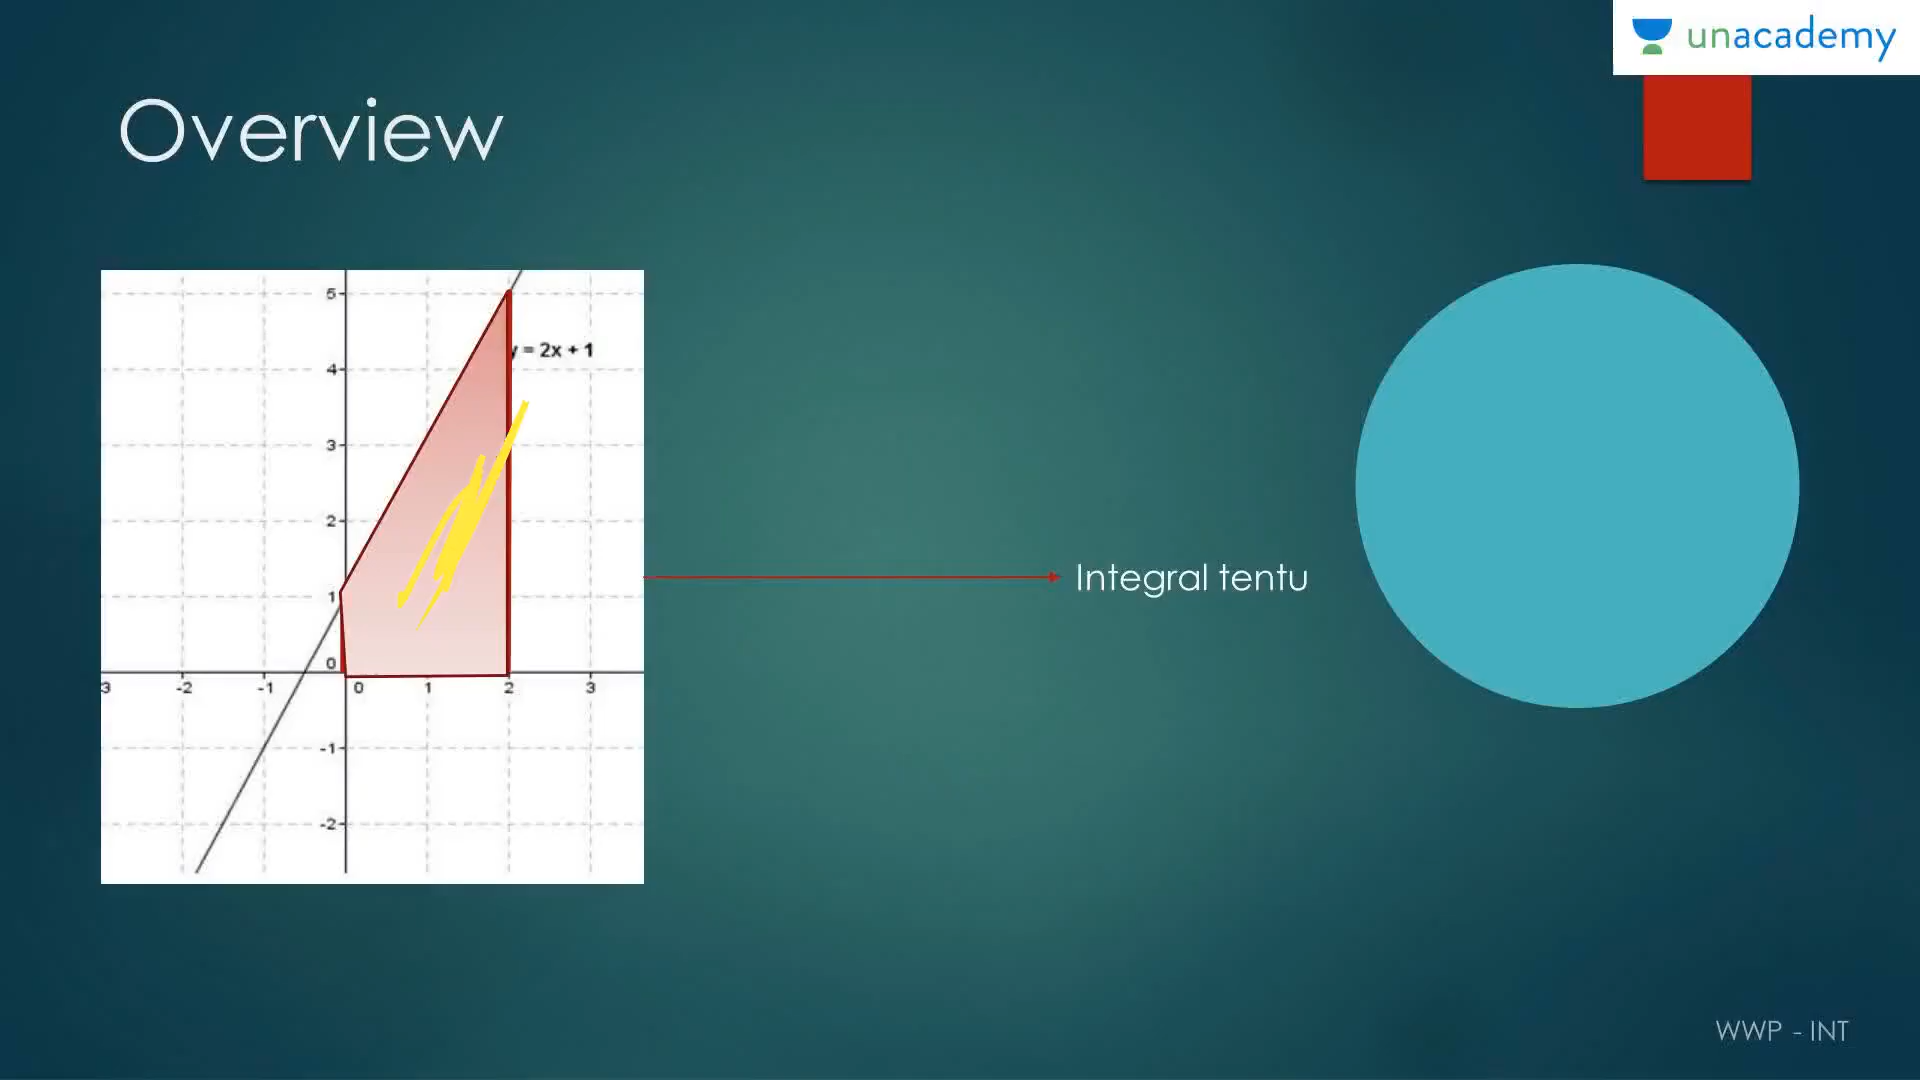 unacademy
Overview
5
y = 2x + 1
4
3
2
1
0
3 -2 -1 0 1 2 3
-1
-2
Integral tentu
WWP - INT